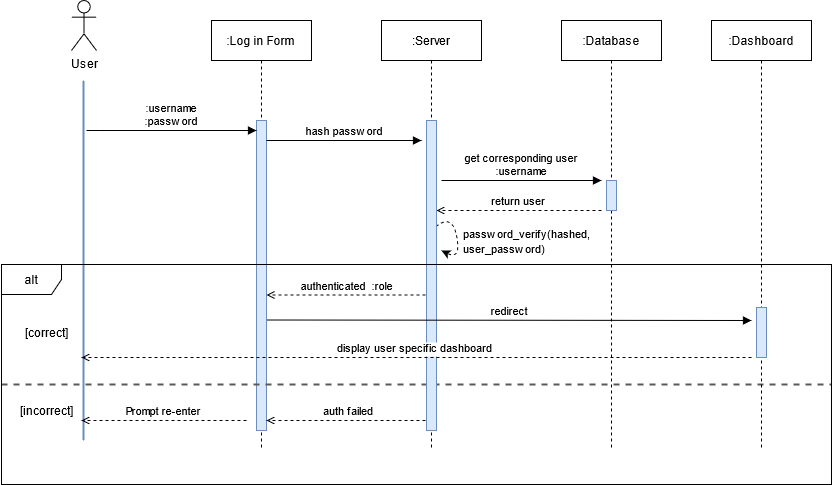 User
:Log in Form
:Server
:Database
:Dashboard
:username
:password
hash password
get corresponding user
:username
return user
password_verify(hashed,
user_password)
alt
authenticated :role
redirect
[correct]
display user specific dashboard
[incorrect]
Prompt re-enter
auth failed